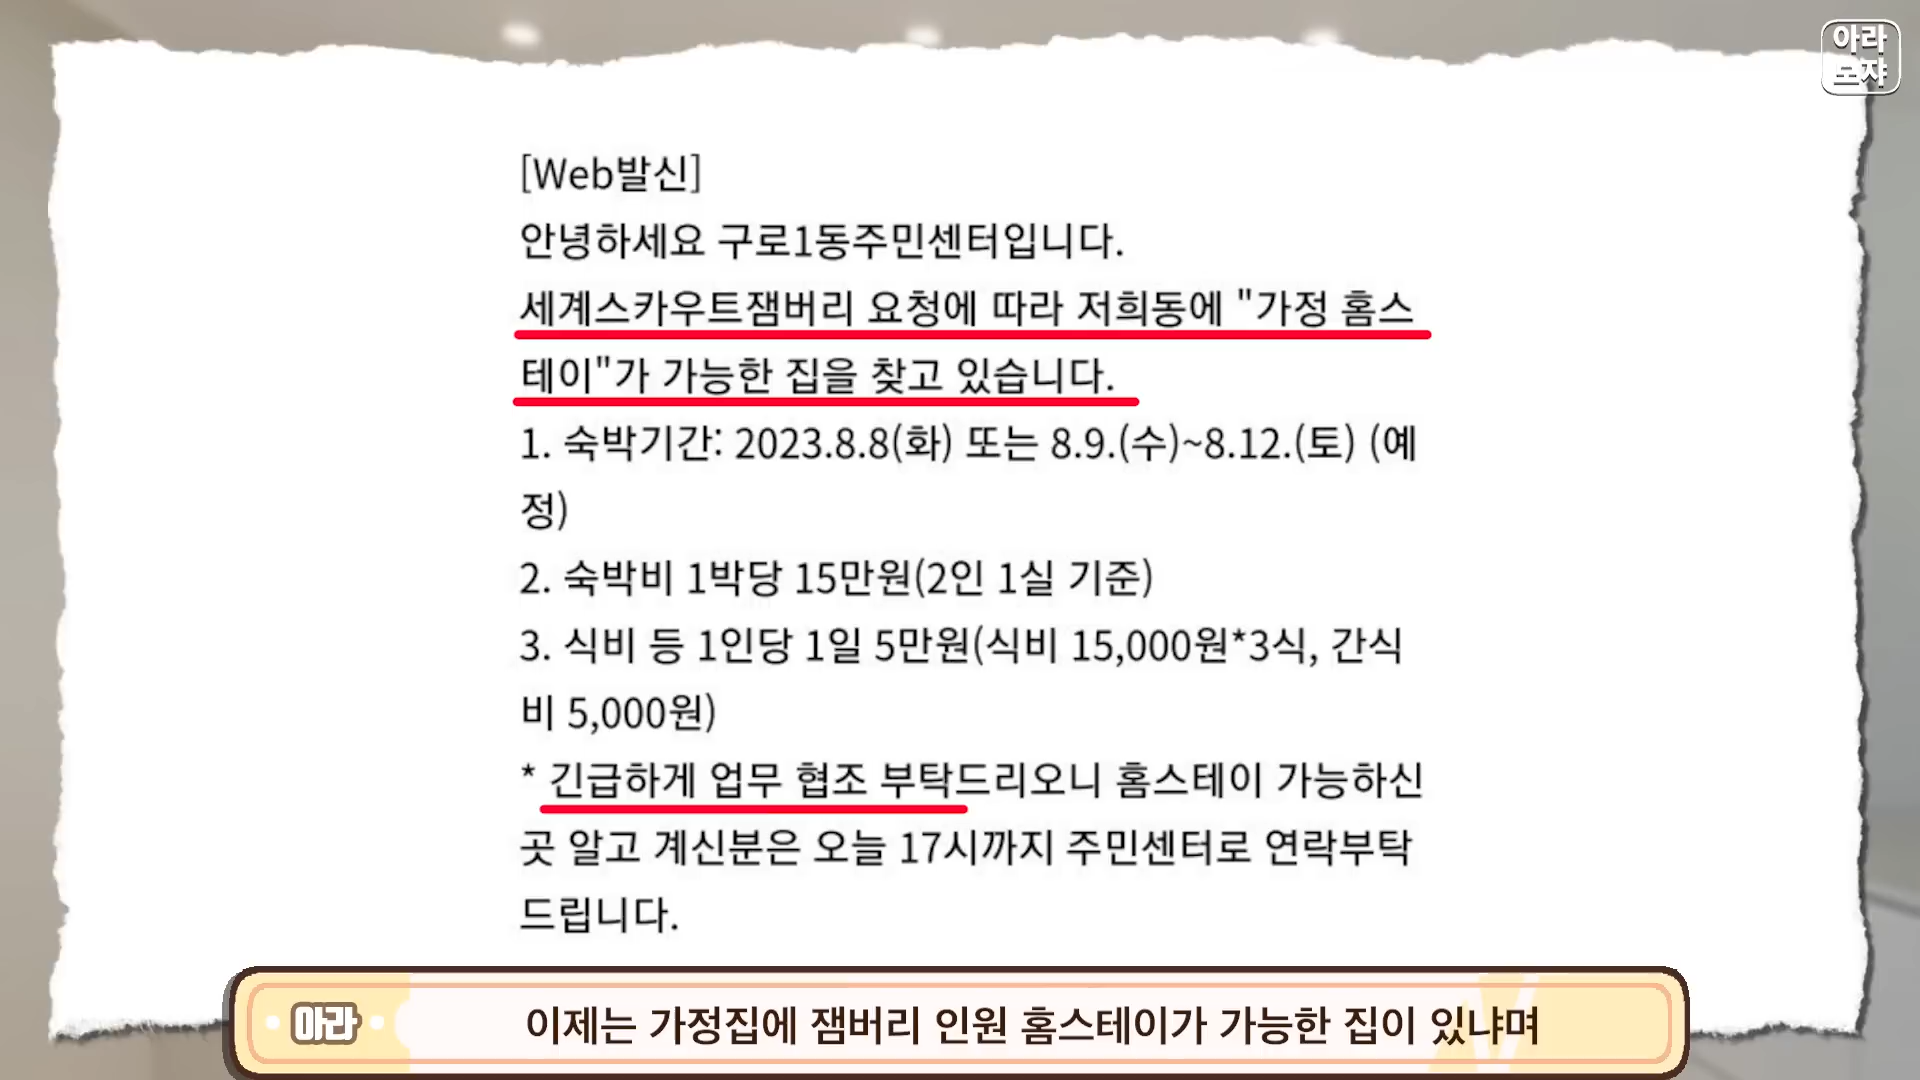 아라
보쟈
[Web발신]
안녕하세요 구로1동주민센터입니다.
세계스카우트잼버리 요청에 따라 저희동에 "가정 홈스
테이"가 가능한 집을 찾고 있습니다.
1. 숙박기간: 2023.8.8(화) 또는 8.9.(수)~8.12.(토) (예
정)
2. 숙박비 1박당 15만원(2인 1실 기준)
3. 식비 등 1인당 1일 5만원(식비 15,000원*3식, 간식
비 5,000원)
* 긴급하게 업무 협조 부탁드리오니 홈스테이 가능하신
곳 알고 계신분은 오늘 17시까지 주민센터로 연락부탁
드립니다.
아라
이제는 가정집에 잼버리 인원 홈스테이가 가능한 집이 있냐며